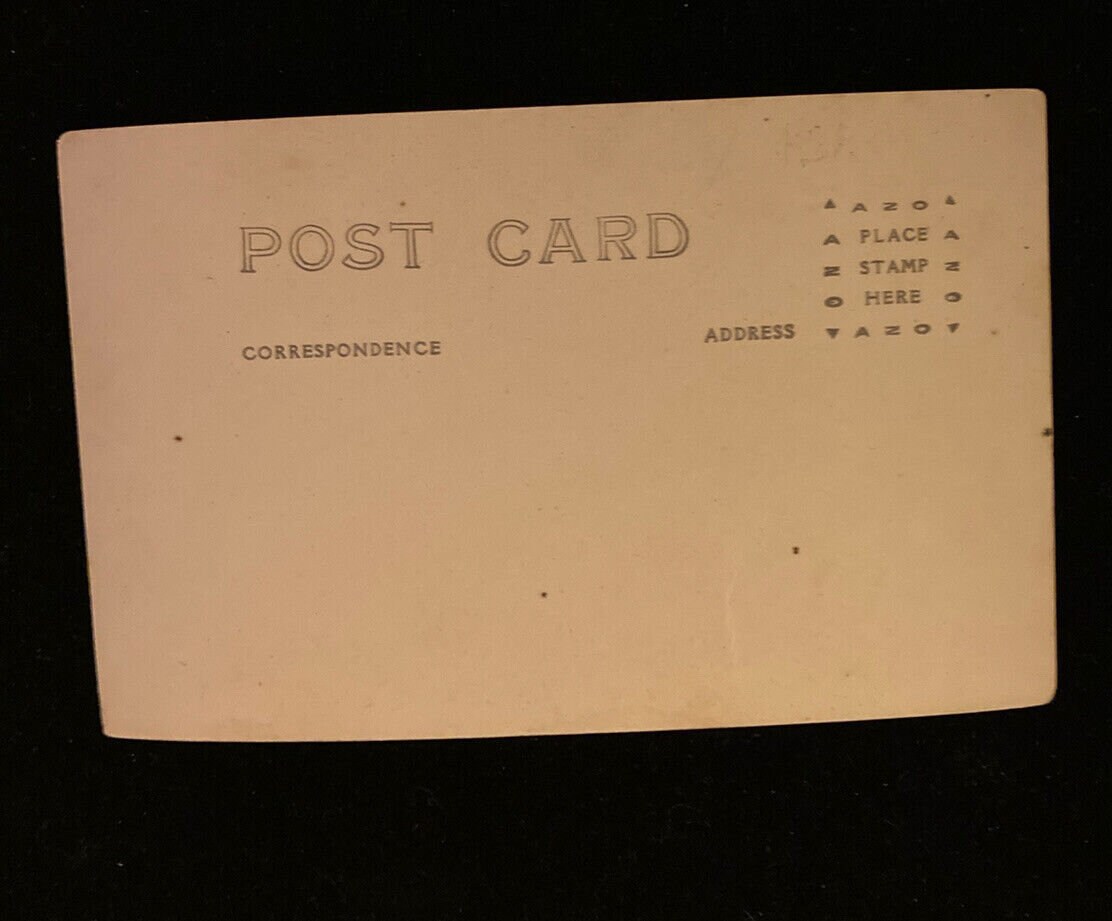 POST CARD
CORRESPONDENCE
ADDRESS
▲ AZO ▲
A PLACE A
Z STAMP Z
O HERE O
▼ AZO ▼